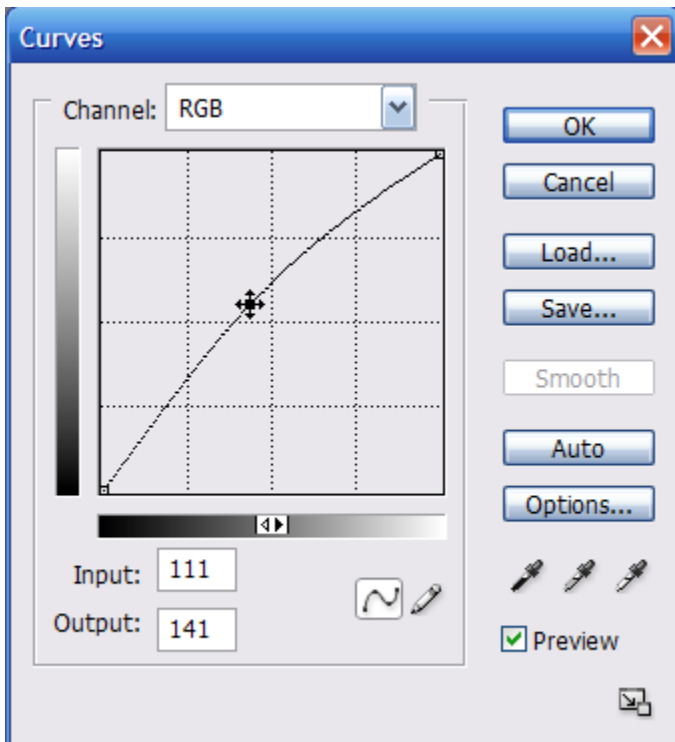 Curves
Channel: RGB
OK
Cancel
Load...
Save...
Smooth
Auto
Options...
Input: 111
Output: 141
Preview